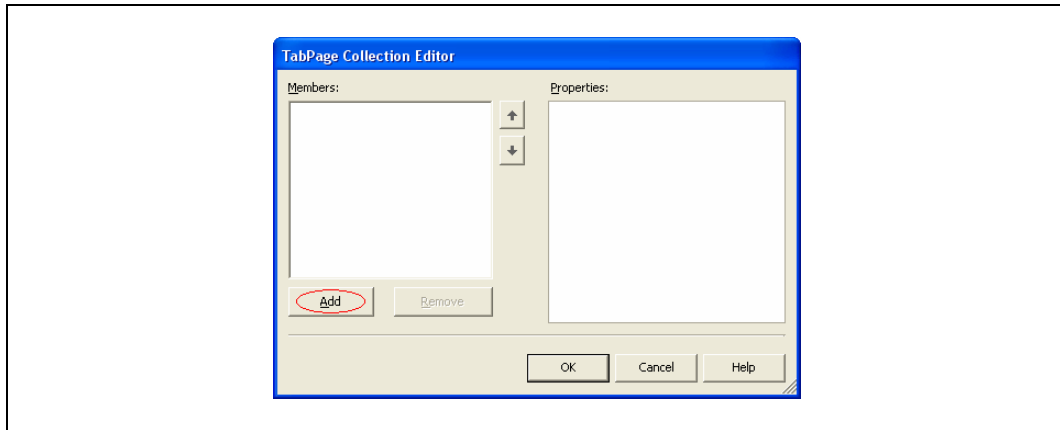 TabPage Collection Editor
Members:
Properties:
Add
Remove
OK
Cancel
Help